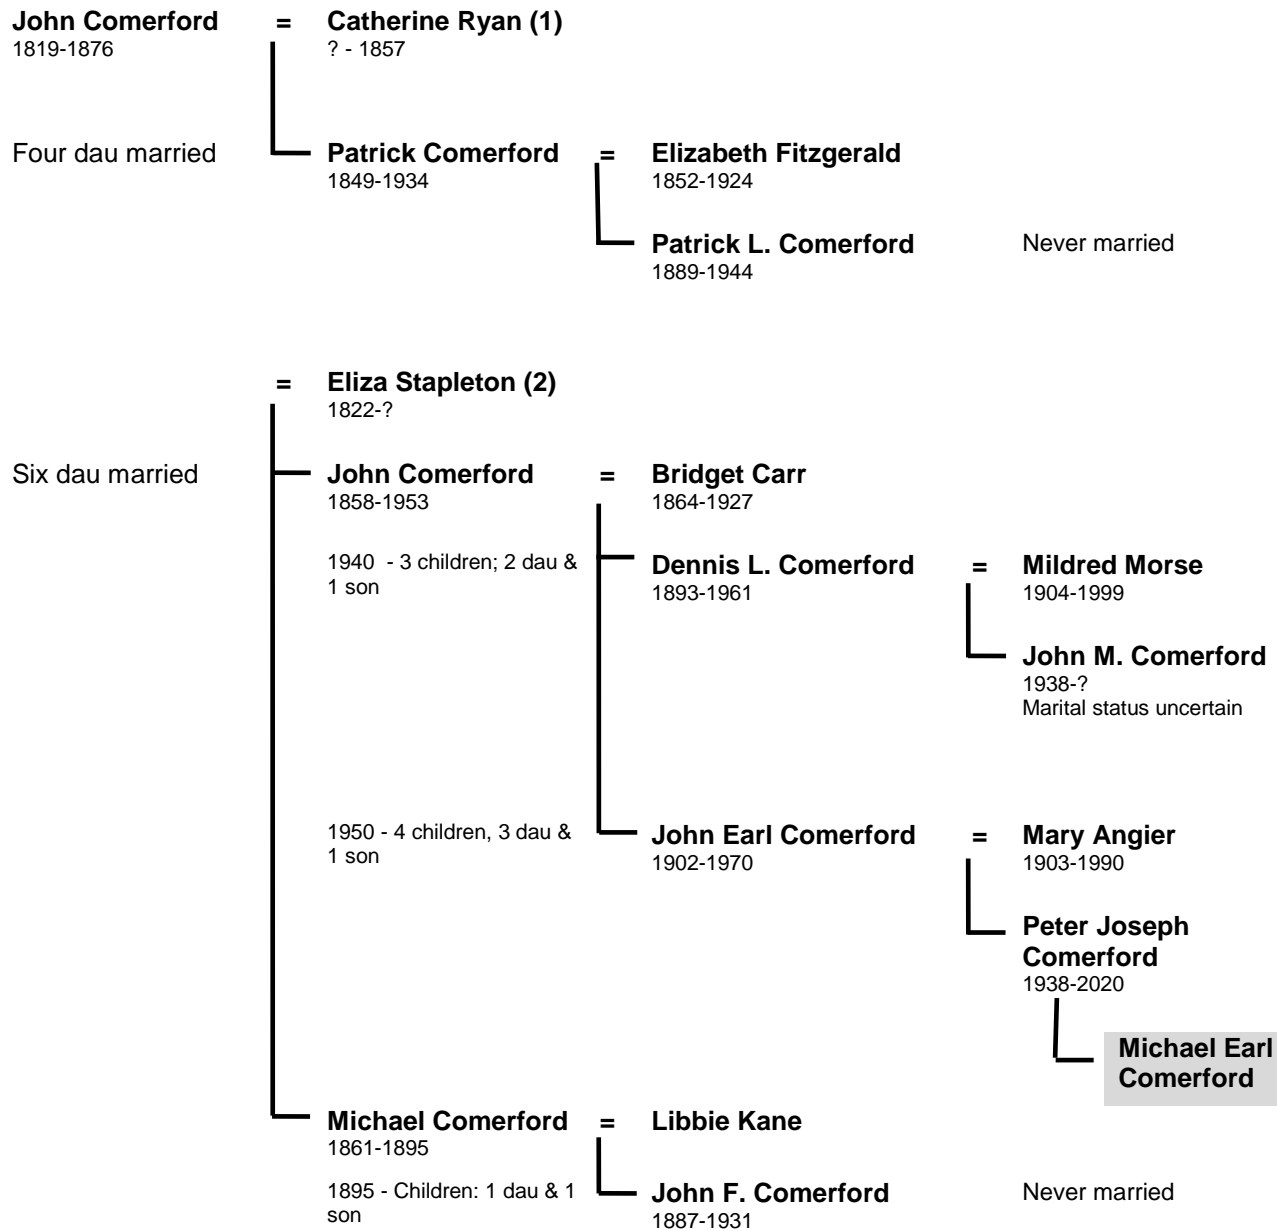 John Comerford = Catherine Ryan (1)
1819-1876 ? - 1857
Four dau married Patrick Comerford = Elizabeth Fitzgerald
1849-1934 1852-1924
Patrick L. Comerford Never married
1889-1944
= Eliza Stapleton (2)
1822-?
Six dau married John Comerford = Bridget Carr
1858-1953 1864-1927
1940 - 3 children; 2 dau & Dennis L. Comerford = Mildred Morse
1 son 1893-1961 1904-1999
John M. Comerford
1938-?
Marital status uncertain
1950 - 4 children, 3 dau & John Earl Comerford = Mary Angier
1 son 1902-1970 1903-1990
Peter Joseph
Comerford
1938-2020
Michael Earl
Comerford
Michael Comerford = Libbie Kane
1861-1895
1895 - Children: 1 dau & 1 John F. Comerford Never married
son 1887-1931